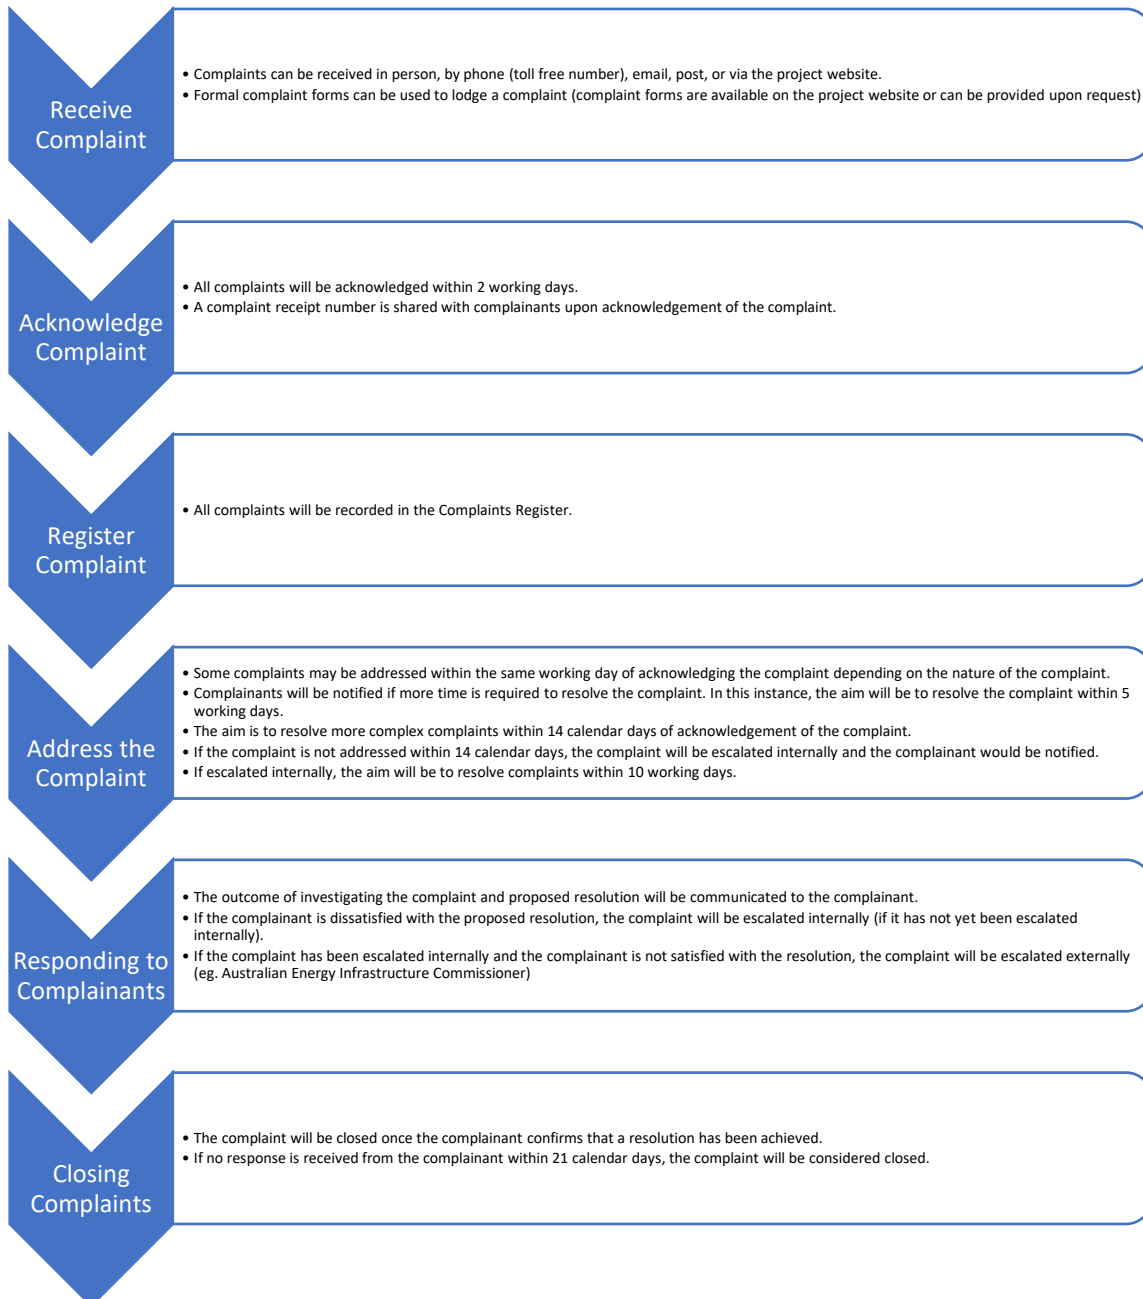 Receive
Complaint
• Complaints can be received in person, by phone (toll free number), email, post, or via the project website.
• Formal complaint forms can be used to lodge a complaint (complaint forms are available on the project website or can be provided upon request)
Acknowledge
Complaint
• All complaints will be acknowledged within 2 working days.
• A complaint receipt number is shared with complainants upon acknowledgement of the complaint.
Register
Complaint
• All complaints will be recorded in the Complaints Register.
Address the
Complaint
• Some complaints may be addressed within the same working day of acknowledging the complaint depending on the nature of the complaint.
• Complainants will be notified if more time is required to resolve the complaint. In this instance, the aim will be to resolve the complaint within 5
working days.
• The aim is to resolve more complex complaints within 14 calendar days of acknowledgement of the complaint.
• If the complaint is not addressed within 14 calendar days, the complaint will be escalated internally and the complainant would be notified.
• If escalated internally, the aim will be to resolve complaints within 10 working days.
Responding to
Complainants
• The outcome of investigating the complaint and proposed resolution will be communicated to the complainant.
• If the complainant is dissatisfied with the proposed resolution, the complaint will be escalated internally (if it has not yet been escalated
internally).
• If the complaint has been escalated internally and the complainant is not satisfied with the resolution, the complaint will be escalated externally
(eg. Australian Energy Infrastructure Commissioner)
Closing
Complaints
• The complaint will be closed once the complainant confirms that a resolution has been achieved.
• If no response is received from the complainant within 21 calendar days, the complaint will be considered closed.